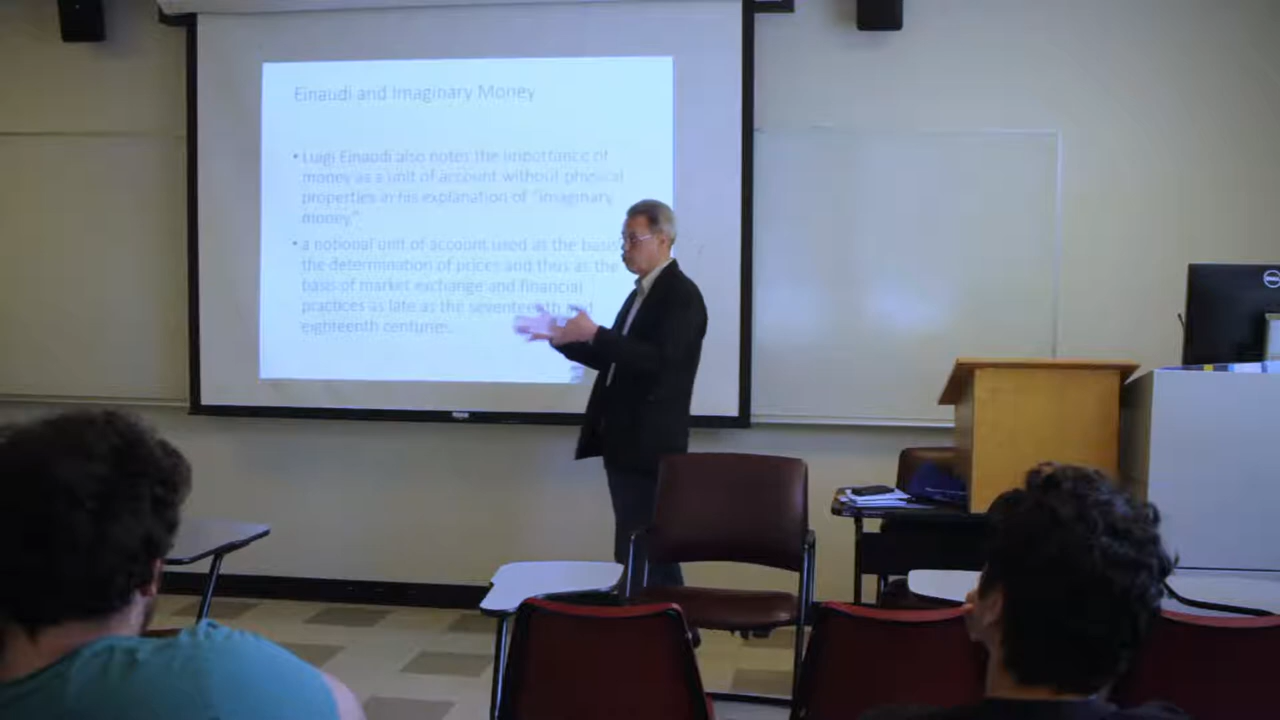 Einaudi and Imaginary Money
• Luigi Einaudi also notes the importance of
money as a unit of account without physical
properties in his explanation of "imaginary
money".
• a notional unit of account used as the basis
the determination of prices and thus as the
basis of market exchange and financial
practices as late as the seventeenth and
eighteenth centuries.
DELL